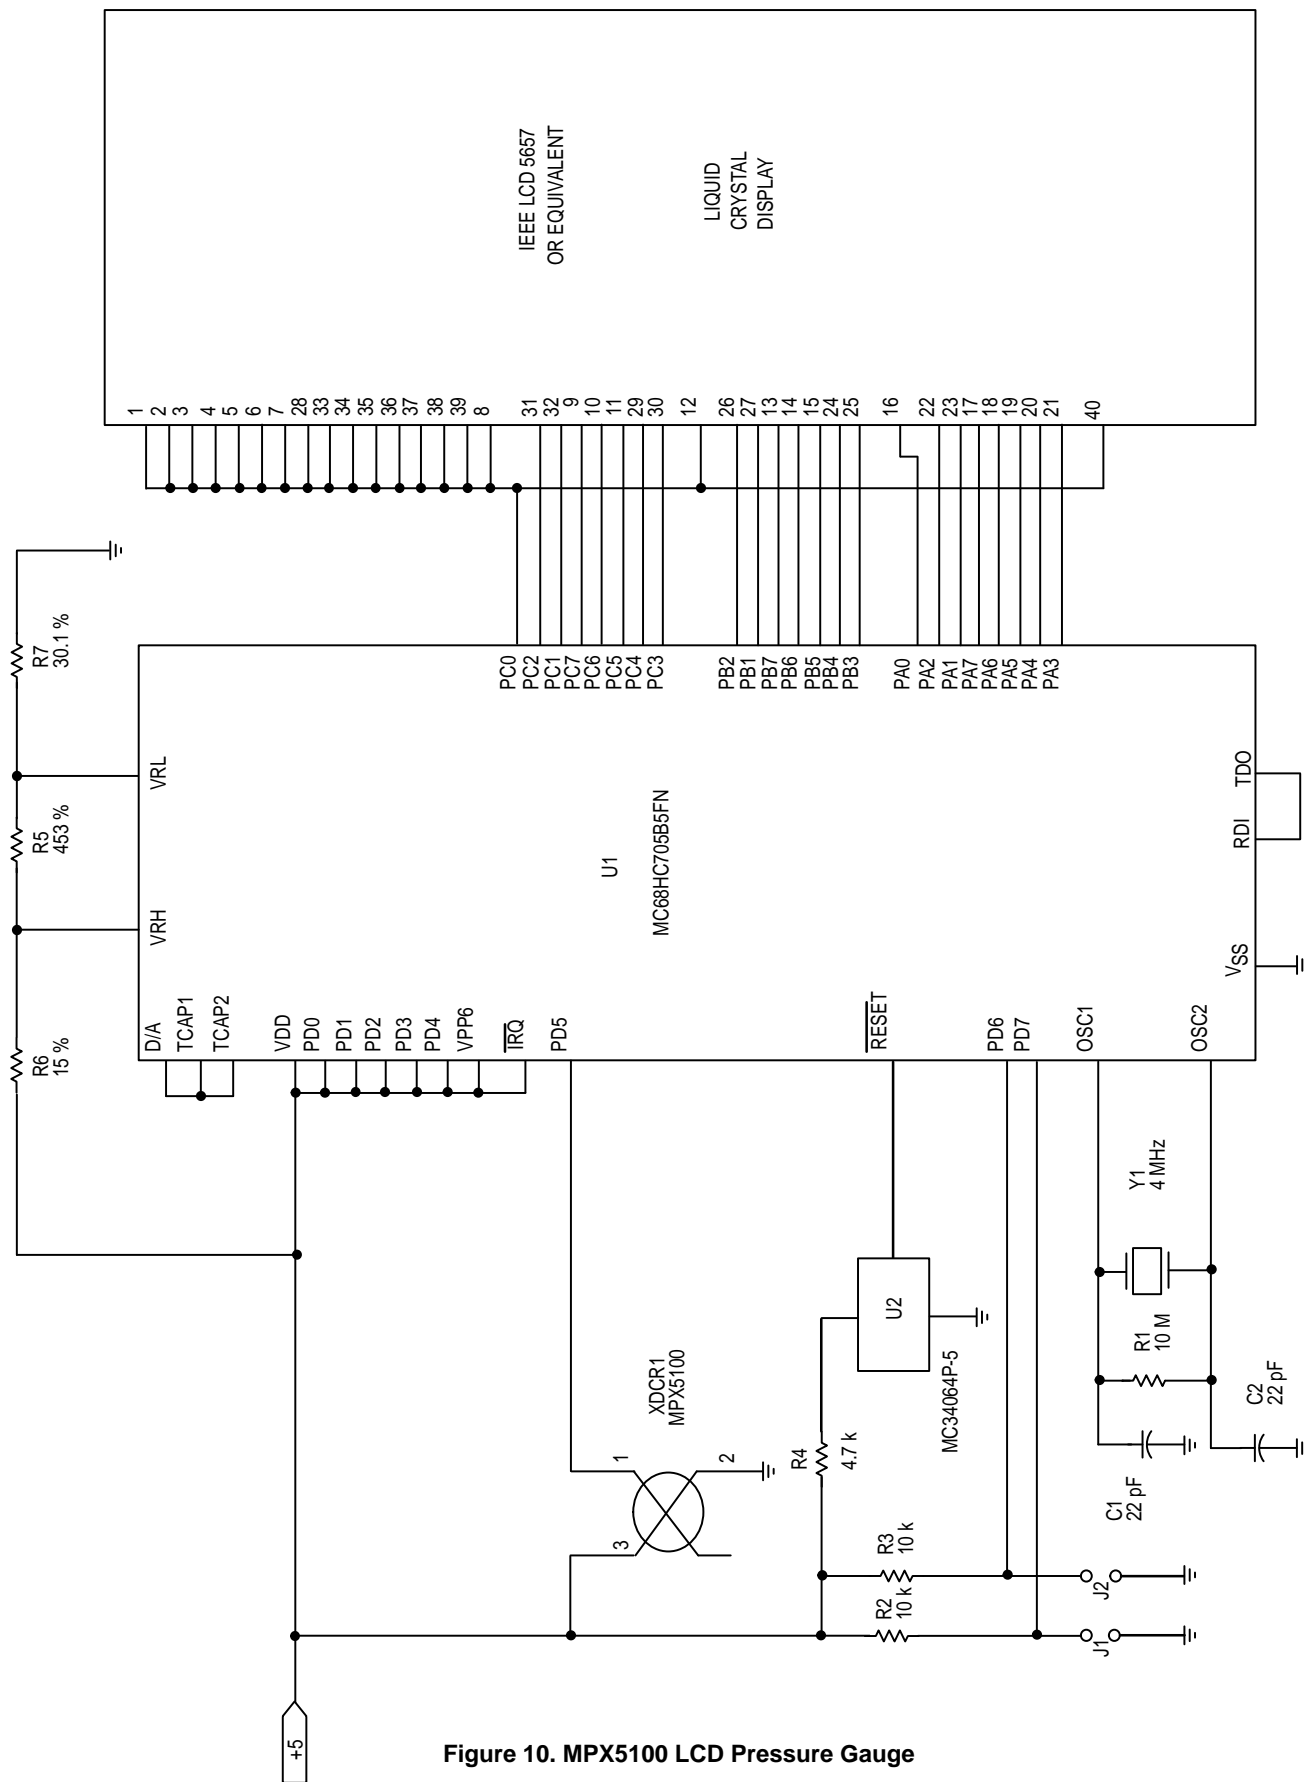 IEEE LCD 5657
OR EQUIVALENT
LIQUID
CRYSTAL
DISPLAY
1
2
3
4
5
6
7
28
33
34
35
36
37
38
39
8
31
32
9
10
11
29
30
12
26
27
13
14
15
24
25
16
22
23
17
18
19
20
21
40
R7
30.1 %
R5
453 %
R6
15 %
VRL
VRH
D/A
TCAP1
TCAP2
VDD
PD0
PD1
PD2
PD3
PD4
VPP6
IRQ
PD5
RESET
PD6
PD7
OSC1
OSC2
PC0
PC2
PC1
PC7
PC6
PC5
PC4
PC3
PB2
PB1
PB7
PB6
PB5
PB4
PB3
PA0
PA2
PA1
PA7
PA6
PA5
PA4
PA3
U1
MC68HC705B5FN
TDO
RDI
VSS
XDCR1
MPX5100
1
2
3
R4
4.7 k
U2
MC34064P-5
R3
10 k
R2
10 k
J2
J1
Y1
4 MHz
R1
10 M
C1
22 pF
C2
22 pF
+5
Figure 10. MPX5100 LCD Pressure Gauge